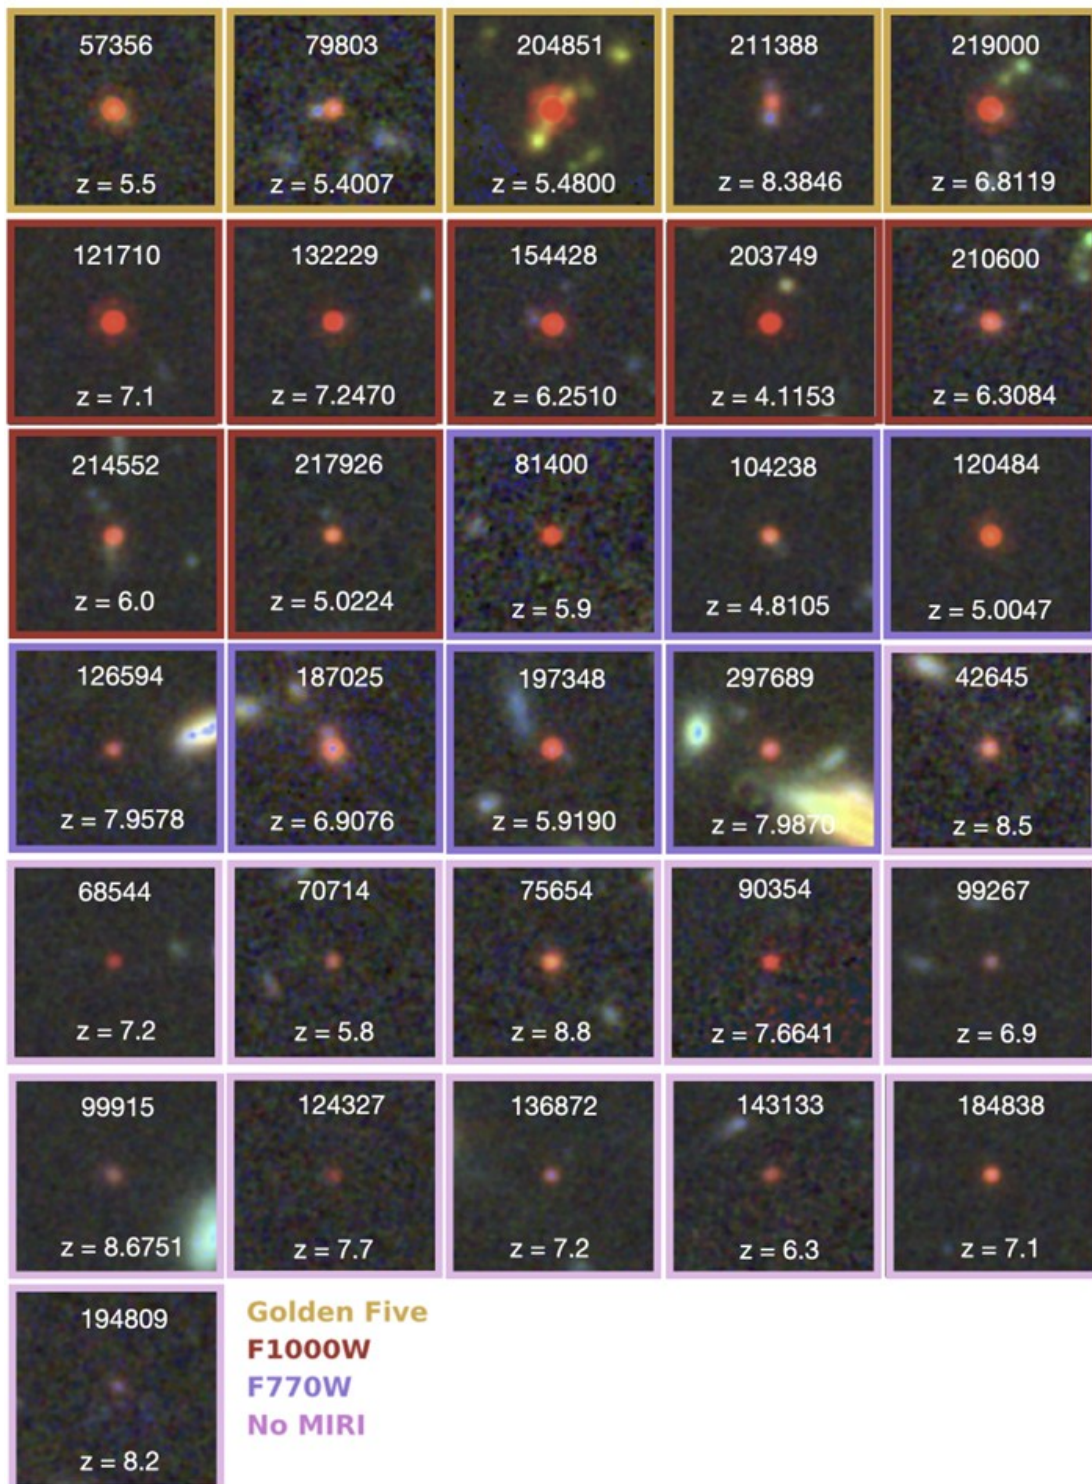 57356 79803 204851 211388 219000
z = 5.5 z = 5.4007 z = 5.4800 z = 8.3846 z = 6.8119
121710 132229 154428 203749 210600
z = 7.1 z = 7.2470 z = 6.2510 z = 4.1153 z = 6.3084
214552 217926 81400 104238 120484
z = 6.0 z = 5.0224 z = 5.9 z = 4.8105 z = 5.0047
126594 187025 197348 297689 42645
z = 7.9578 z = 6.9076 z = 5.9190 z = 7.9870 z = 8.5
68544 70714 75654 90354 99267
z = 7.2 z = 5.8 z = 8.8 z = 7.6641 z = 6.9
99915 124327 136872 143133 184838
z = 8.6751 z = 7.7 z = 7.2 z = 6.3 z = 7.1
194809
z = 8.2
Golden Five
F1000W
F770W
No MIRI